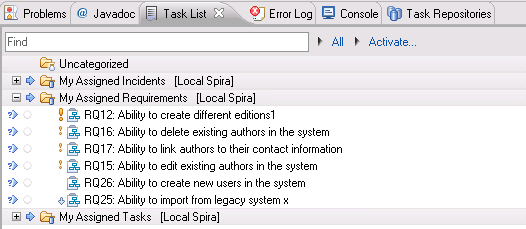 Problems @ Javadoc Task List Error Log Console Task Repositories
Find All Activate...
Uncategorized
My Assigned Incidents [Local Spira]
My Assigned Requirements [Local Spira]
RQ12: Ability to create different editions1
RQ16: Ability to delete existing authors in the system
RQ17: Ability to link authors to their contact information
RQ15: Ability to edit existing authors in the system
RQ26: Ability to create new users in the system
RQ25: Ability to import from legacy system x
My Assigned Tasks [Local Spira]